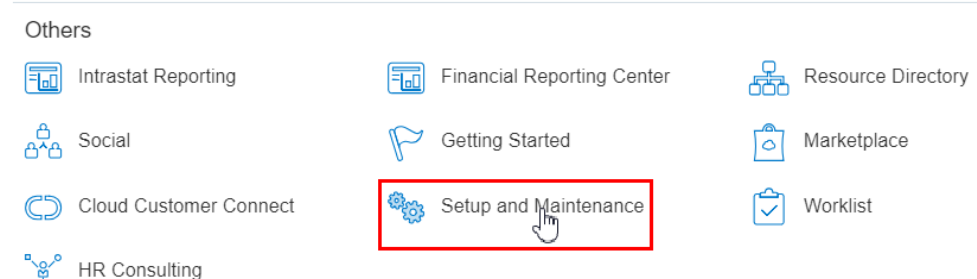 Others
Intrastat Reporting
Financial Reporting Center
Resource Directory
Social
Getting Started
Marketplace
Cloud Customer Connect
Setup and Maintenance
Worklist
HR Consulting